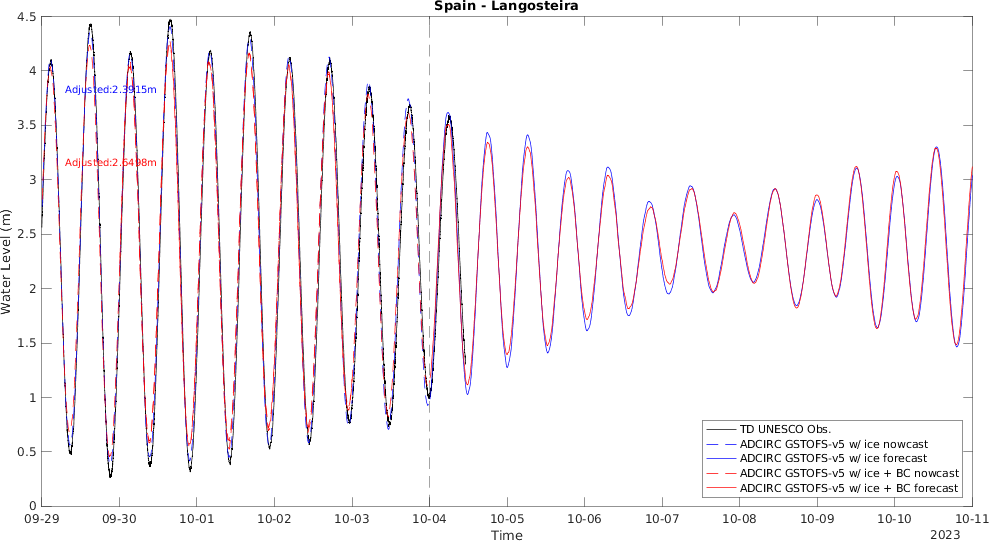 Spain - Langosteira
4.5
4
3.5
3
2.5
2
1.5
1
0.5
0
Water Level (m)
Adjusted:2.3915m
Adjusted:2.6498m
TD UNESCO Obs.
ADCIRC GSTOFS-v5 w/ ice nowcast
ADCIRC GSTOFS-v5 w/ ice forecast
ADCIRC GSTOFS-v5 w/ ice + BC nowcast
ADCIRC GSTOFS-v5 w/ ice + BC forecast
09-29 09-30 10-01 10-02 10-03 10-04 10-05 10-06 10-07 10-08 10-09 10-10 10-11
Time
2023